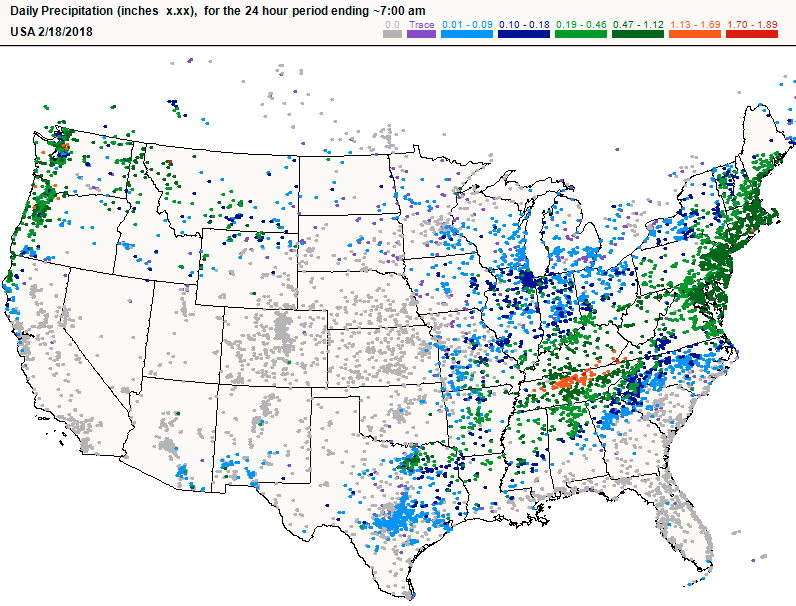 Daily Precipitation (inches x.xx), for the 24 hour period ending ~7:00 am
USA 2/18/2018
0.0 Trace 0.01 - 0.09 0.10 - 0.18 0.19 - 0.46 0.47 - 1.12 1.13 - 1.69 1.70 - 1.89